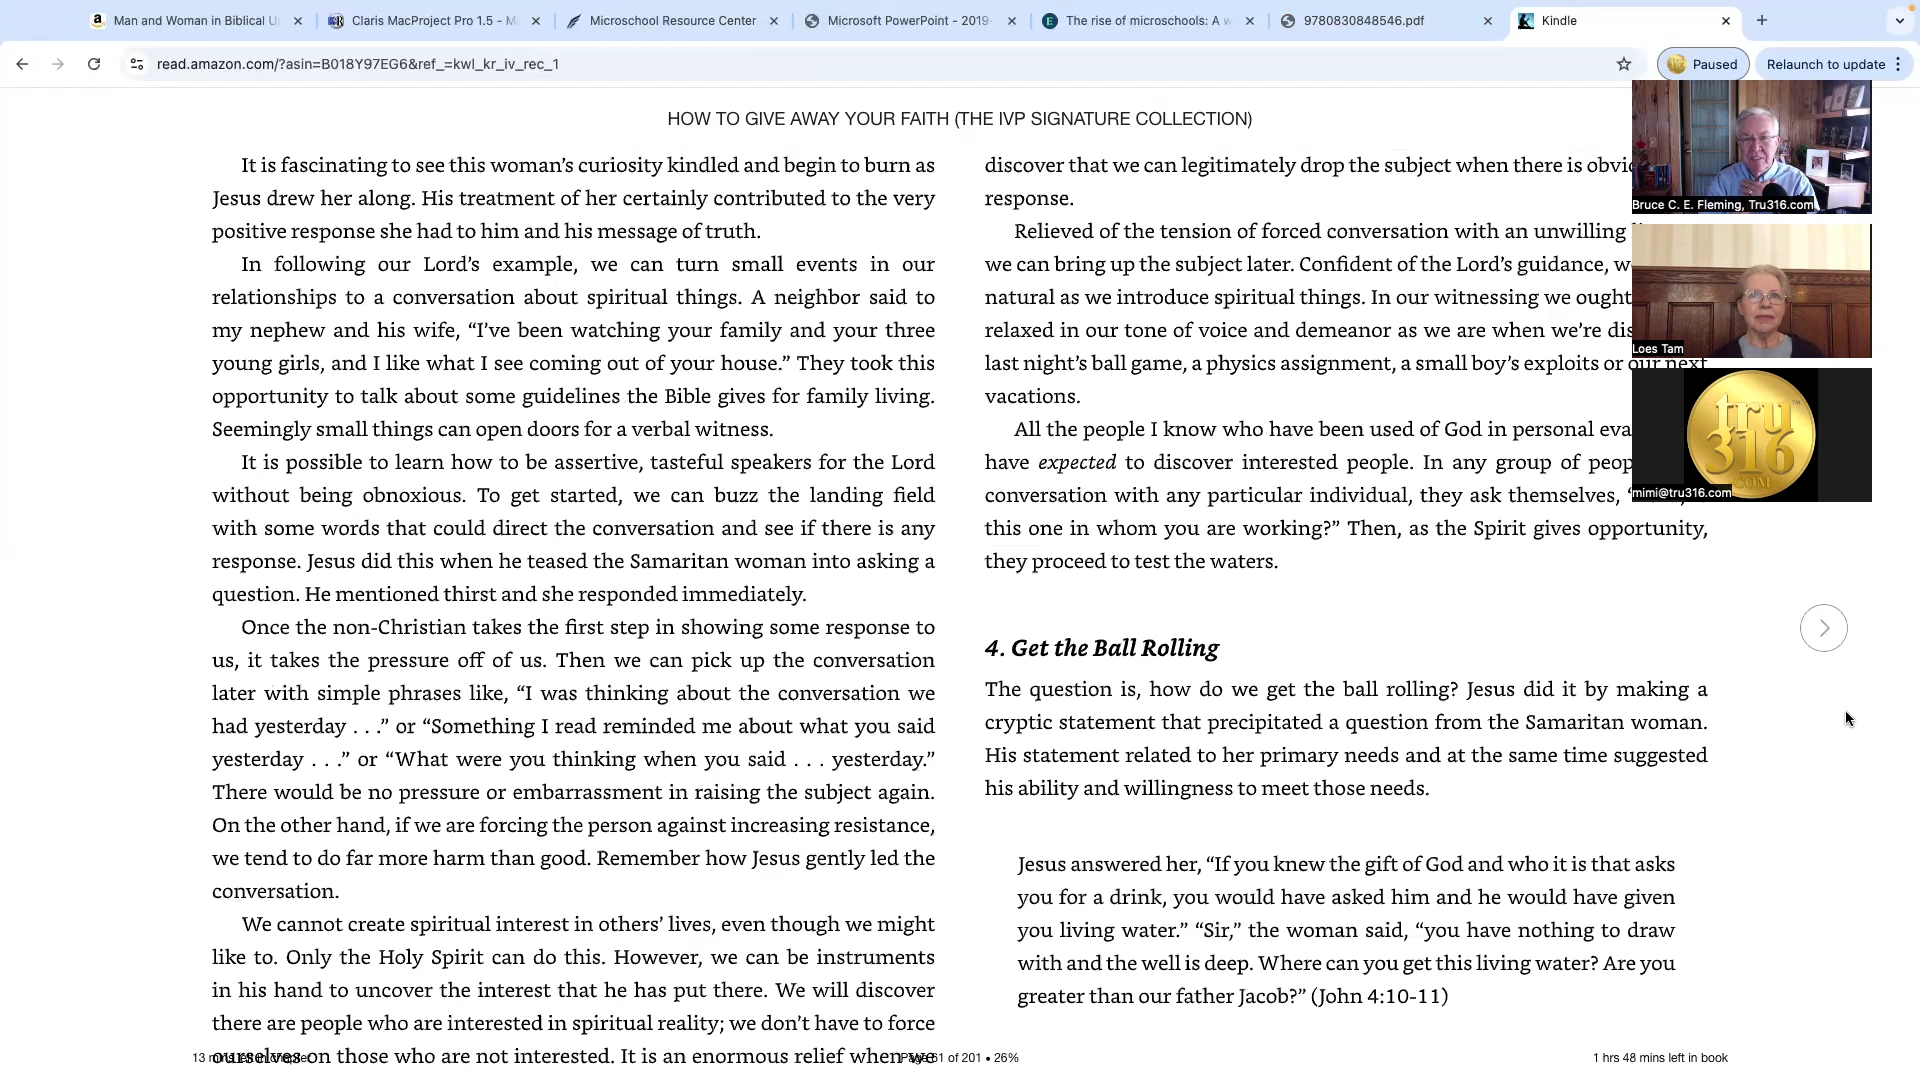 Man and Woman in Biblical U
Claris MacProject Pro 1.5 - M
Microschool Resource Center
Microsoft PowerPoint - 2019-
The rise of microschools: A w
9780830848546.pdf
Kindle
read.amazon.com/?asin=B018Y97EG6&ref_=kwl_kr_iv_rec_1
Paused
Relaunch to update
HOW TO GIVE AWAY YOUR FAITH (THE IVP SIGNATURE COLLECTION)
It is fascinating to see this woman’s curiosity kindled and begin to burn as
Jesus drew her along. His treatment of her certainly contributed to the very
positive response she had to him and his message of truth.
In following our Lord’s example, we can turn small events in our
relationships to a conversation about spiritual things. A neighbor said to
my nephew and his wife, “I’ve been watching your family and your three
young girls, and I like what I see coming out of your house.” They took this
opportunity to talk about some guidelines the Bible gives for family living.
Seemingly small things can open doors for a verbal witness.
It is possible to learn how to be assertive, tasteful speakers for the Lord
without being obnoxious. To get started, we can buzz the landing field
with some words that could direct the conversation and see if there is any
response. Jesus did this when he teased the Samaritan woman into asking a
question. He mentioned thirst and she responded immediately.
Once the non-Christian takes the first step in showing some response to
us, it takes the pressure off of us. Then we can pick up the conversation
later with simple phrases like, “I was thinking about the conversation we
had yesterday . . .” or “Something I read reminded me about what you said
yesterday . . .” or “What were you thinking when you said . . . yesterday.”
There would be no pressure or embarrassment in raising the subject again.
On the other hand, if we are forcing the person against increasing resistance,
we tend to do far more harm than good. Remember how Jesus gently led the
conversation.
We cannot create spiritual interest in others’ lives, even though we might
like to. Only the Holy Spirit can do this. However, we can be instruments
in his hand to uncover the interest that he has put there. We will discover
there are people who are interested in spiritual reality; we don’t have to force
ourselves on those who are not interested. It is an enormous relief when we
discover that we can legitimately drop the subject when there is
response.
Relieved of the tension of forced conversation with an unwilling
we can bring up the subject later. Confident of the Lord’s guidance,
natural as we introduce spiritual things. In our witnessing we ought
relaxed in our tone of voice and demeanor as we are when we’re
last night’s ball game, a physics assignment, a small boy’s exploits or our next
vacations.
All the people I know who have been used of God in personal
have expected to discover interested people. In any group of
conversation with any particular individual, they ask themselves,
this one in whom you are working?” Then, as the Spirit gives opportunity,
they proceed to test the waters.
4. Get the Ball Rolling
The question is, how do we get the ball rolling? Jesus did it by making a
cryptic statement that precipitated a question from the Samaritan woman.
His statement related to her primary needs and at the same time suggested
his ability and willingness to meet those needs.
Jesus answered her, “If you knew the gift of God and who it is that asks
you for a drink, you would have asked him and he would have given
you living water.” “Sir,” the woman said, “you have nothing to draw
with and the well is deep. Where can you get this living water? Are you
greater than our father Jacob?” (John 4:10-11)
Bruce C. E. Fleming, Tru316.com
Loes Tam
tru
316
.COM
mimi@tru316.com
13 mins left in chapter
Page 61 of 201 • 26%
1 hrs 48 mins left in book